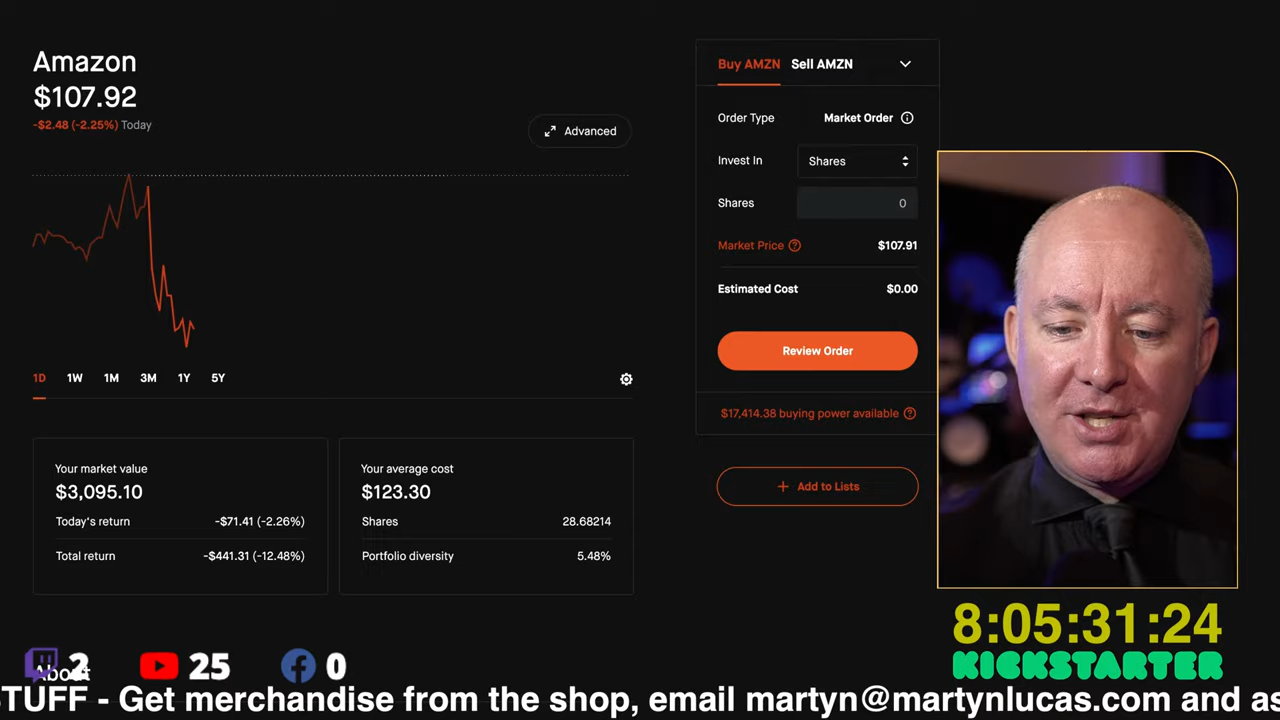 Amazon
$107.92
-$2.48 (-2.25%) Today
Advanced
1D 1W 1M 3M 1Y 5Y
Your market value
$3,095.10
Today's return -$71.41 (-2.26%)
Total return -$441.31 (-12.48%)
Your average cost
$123.30
Shares 28.68214
Portfolio diversity 5.48%
Buy AMZN Sell AMZN
Order Type Market Order
Invest In Shares
Shares 0
Market Price $107.91
Estimated Cost $0.00
Review Order
$17,414.38 buying power available
+ Add to Lists
8:05:31:24
KICKSTARTER
About
2 25 0
STUFF - Get merchandise from the shop, email martyn@martynlucas.com and as